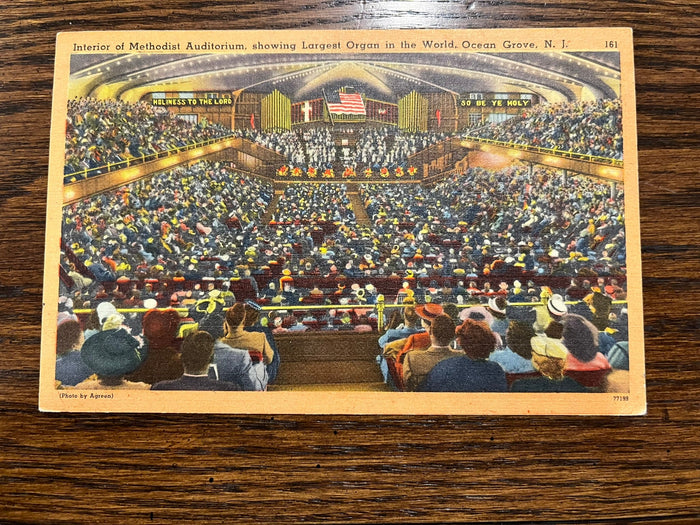 Interior of Methodist Auditorium, showing Largest Organ in the World, Ocean Grove, N. J. 161
HOLINESS TO THE LORD
SO BE YE HOLY
(Photo by Agreen) 77199